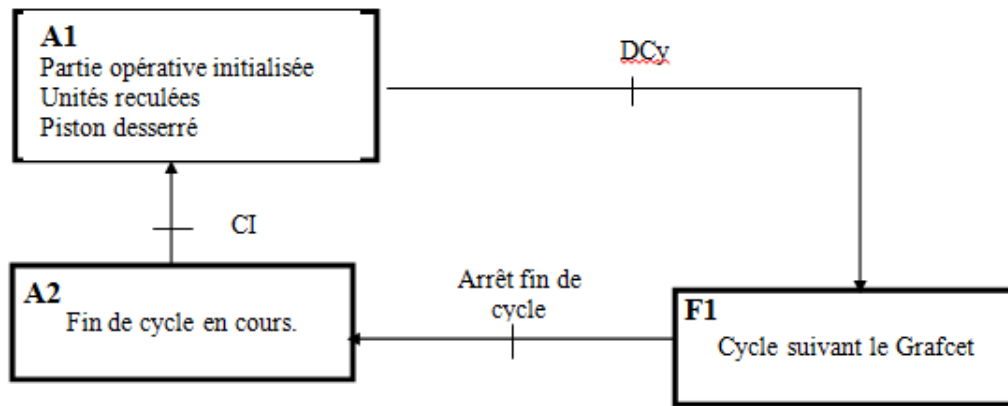 A1
Partie opérative initialisée
Unités reculées
Piston desserré
DCy
CI
Arrêt fin de
cycle
A2
Fin de cycle en cours.
F1
Cycle suivant le Grafcet